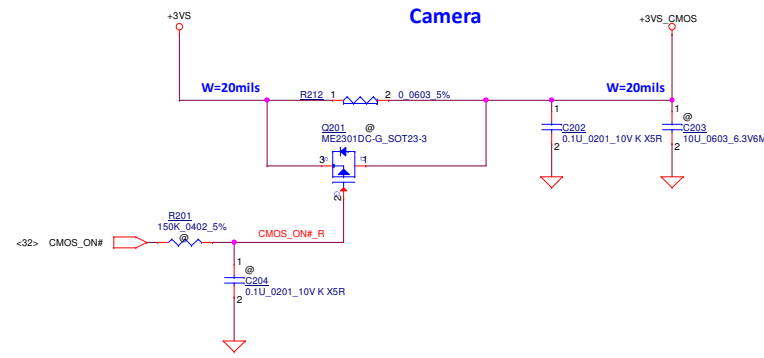 Camera
+3VS
+3VS_CMOS
W=20mils
W=20mils
R212 1 2 0_0603_5%
Q201 @
ME2301DC-G_SOT23-3
3 1
2
1
C202
0.1U_0201_10V K X5R
2
1 @
C203
10U_0603_6.3V6M
2
R201
150K_0402_5%
@
<32> CMOS_ON#
CMOS_ON#_R
1
@
C204
2
0.1U_0201_10V K X5R